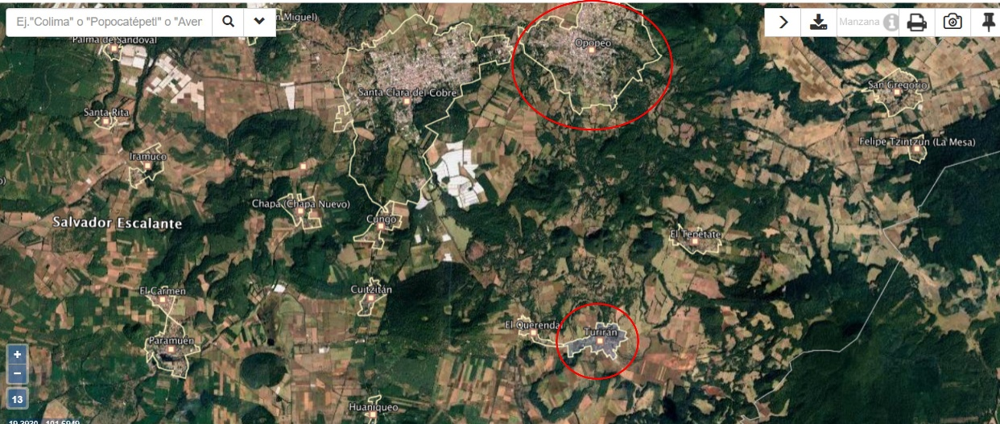 Ej."Colima" o "Popocatépetl" o "Aver
n Miguel)
Manzana
Palma de Sandoval
Opopeo
Santa Clara del Cobre
San Gregorio
Santa Rita
Felipe Tzintzun (La Mesa)
Iramuco
o)
Chapa (Chapa Nuevo)
Cungo
Salvador Escalante
El Tepetate
El Carmen
Cuitzitán
El Querendal
Turiran
Paramuen
+
−
13
Huaniqueo